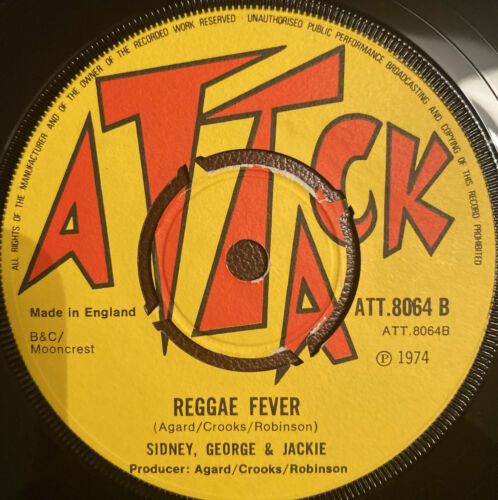 ALL RIGHTS OF THE MANUFACTURER AND OF THE OWNER OF THE RECORDED WORK RESERVED - UNAUTHORISED PUBLIC PERFORMANCE BROADCASTING AND COPYING OF THIS RECORD PROHIBITED
ATTACK
Made in England
ATT.8064 B
B&C/
Mooncrest
ATT.8064B
℗ 1974
REGGAE FEVER
(Agard/Crooks/Robinson)
SIDNEY, GEORGE & JACKIE
Producer: Agard/Crooks/Robinson